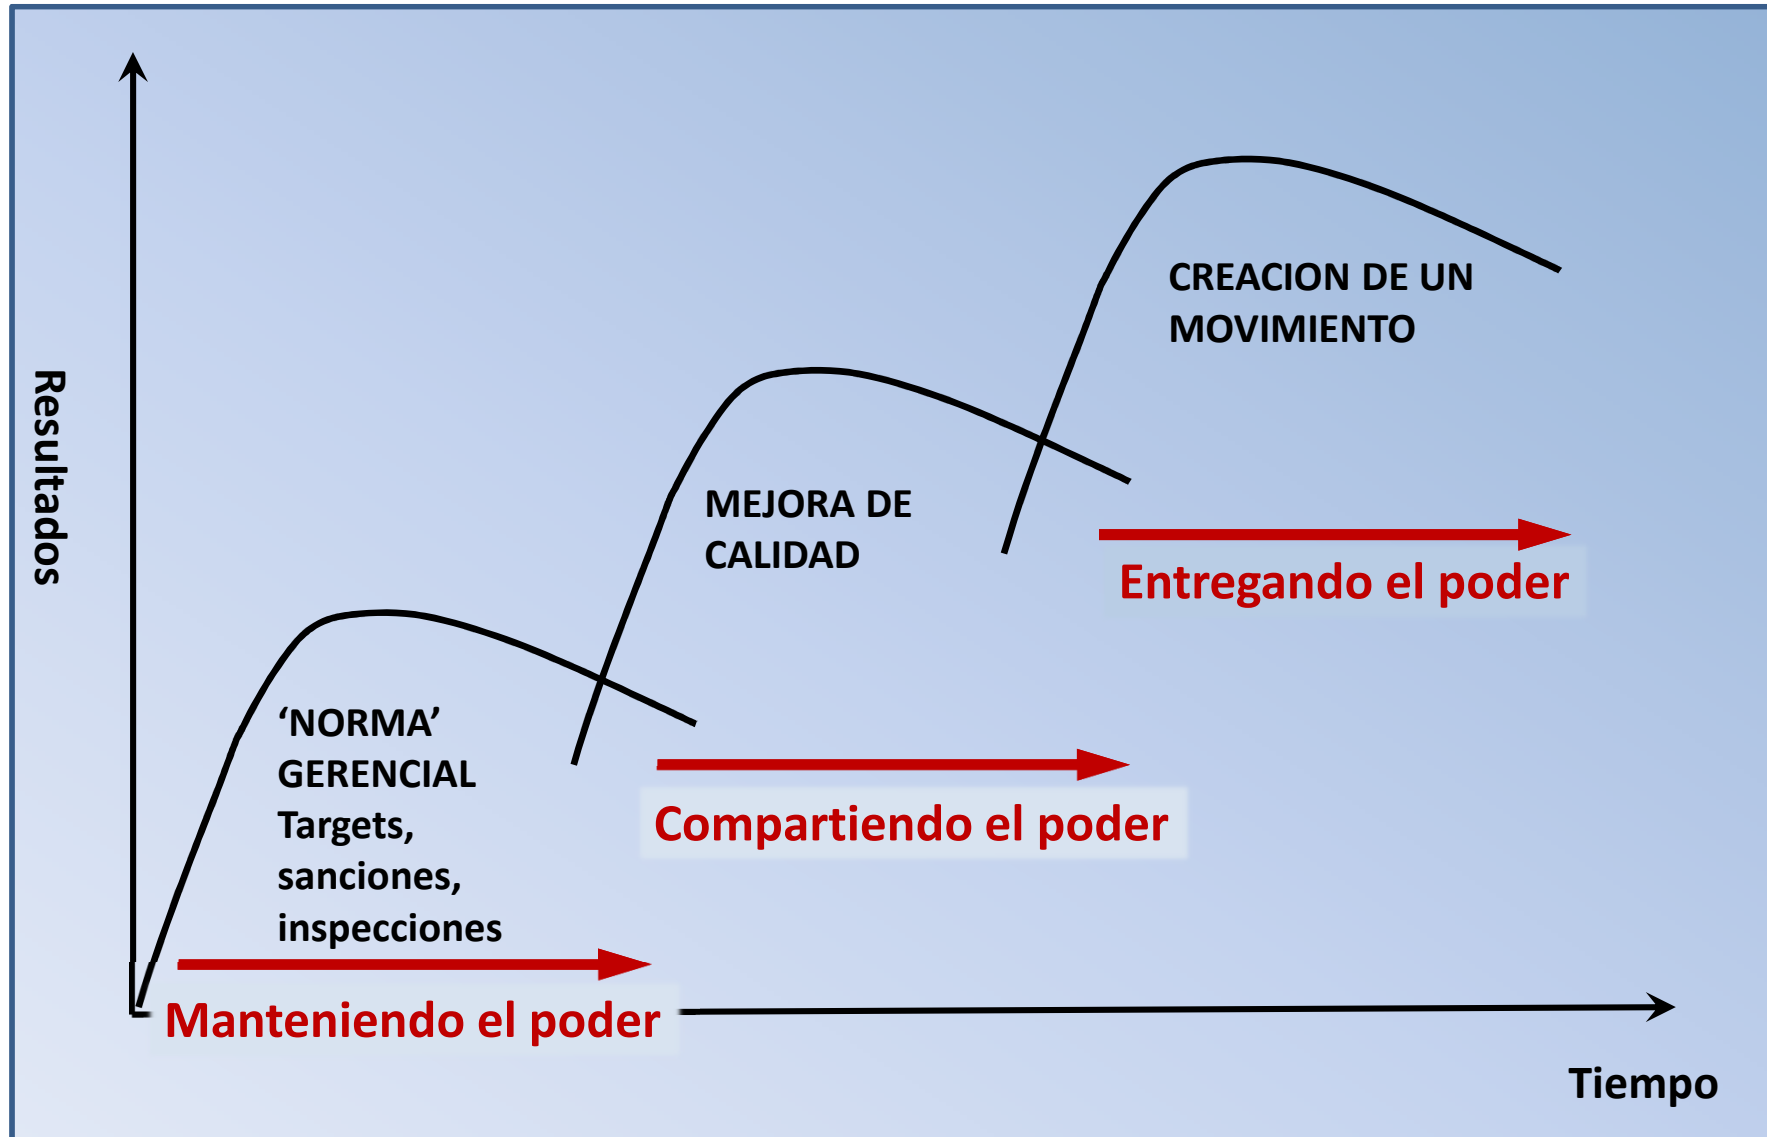 Resultados
CREACION DE UN
MOVIMIENTO
Entregando el poder
MEJORA DE
CALIDAD
Compartiendo el poder
‘NORMA’
GERENCIAL
Targets,
sanciones,
inspecciones
Manteniendo el poder
Tiempo